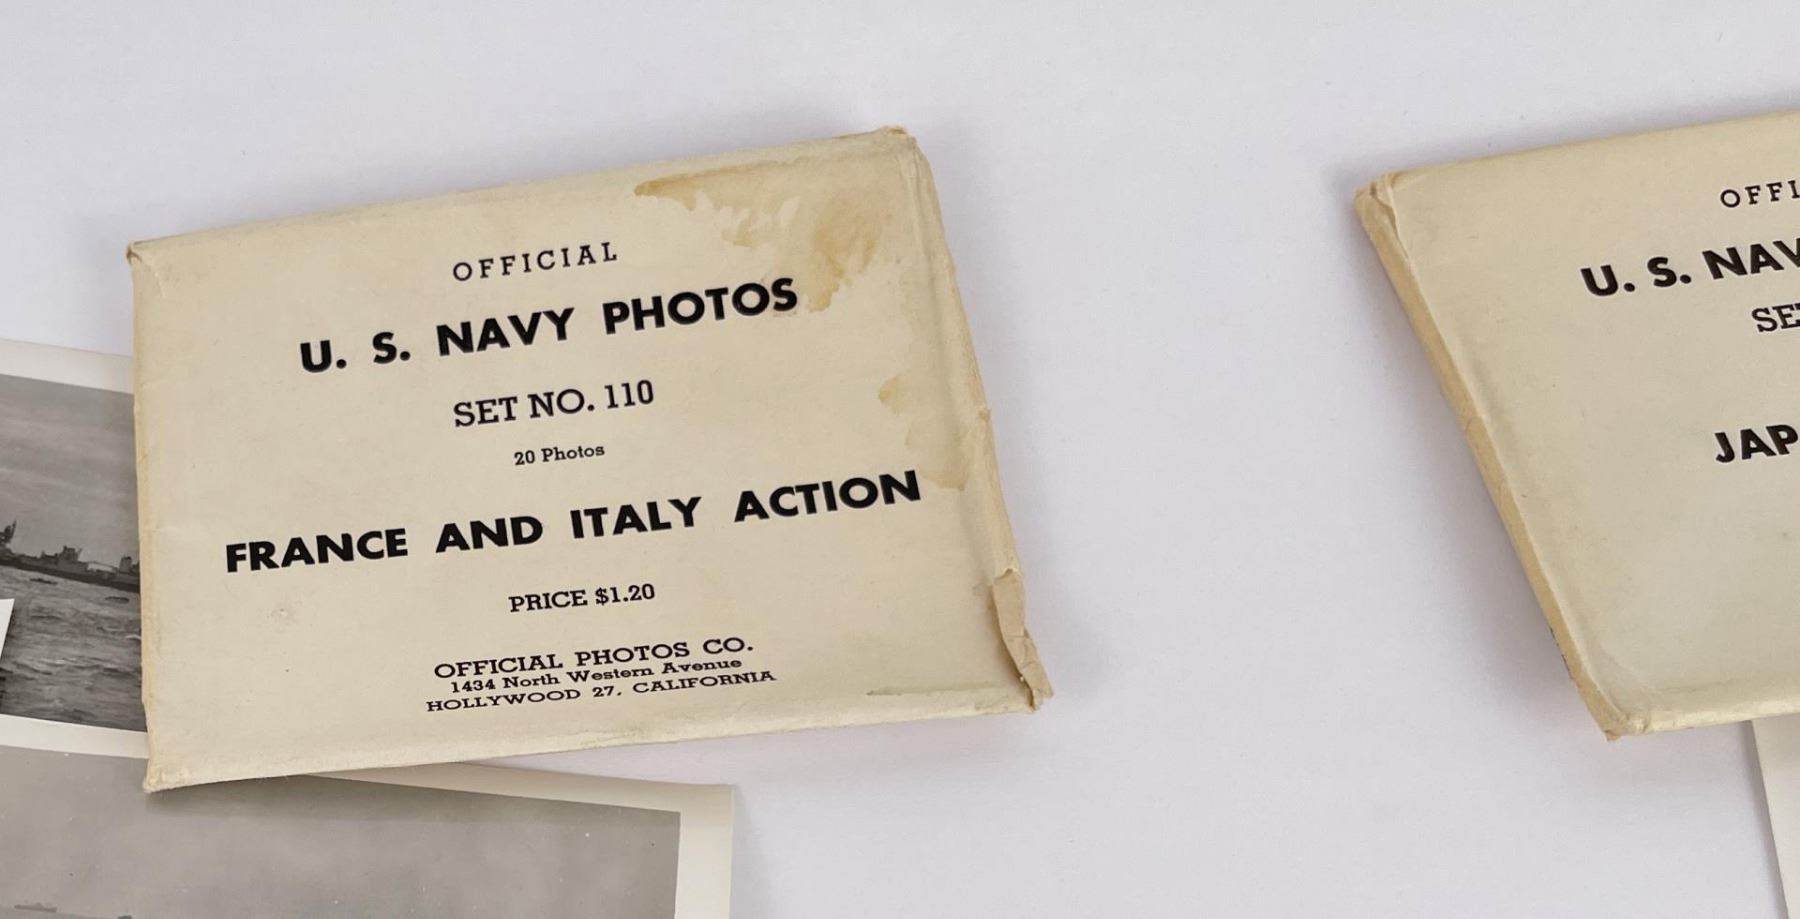 OFFICIAL
U. S. NAVY PHOTOS
SET NO. 110
20 Photos
FRANCE AND ITALY ACTION
PRICE $1.20
OFFICIAL PHOTOS CO.
1434 North Western Avenue
HOLLYWOOD 27, CALIFORNIA
U. S.